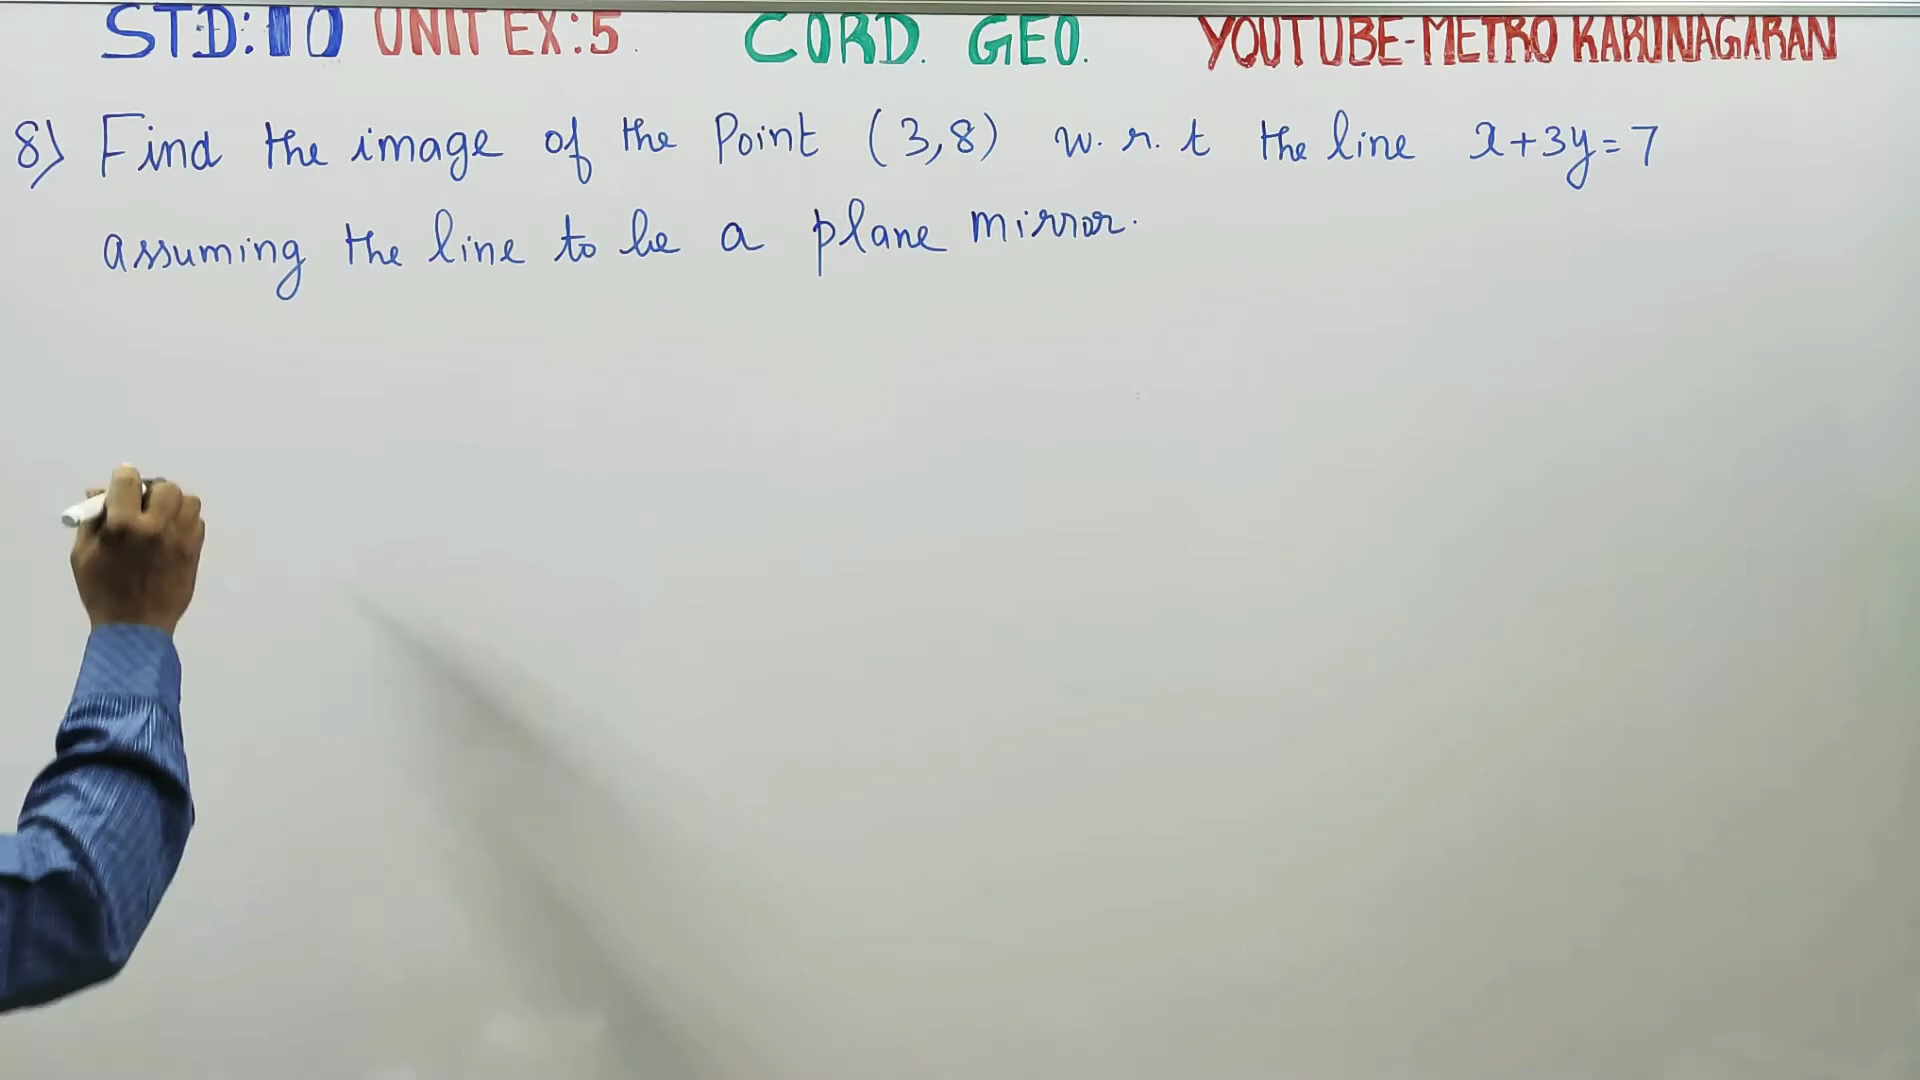 STD:10 UNIT EX:5. CORD. GEO. YOUTUBE-METRO KARUNAGARAN
8) Find the image of the Point (3,8) w.r.t the line x+3y=7
assuming the line to be a plane mirror.